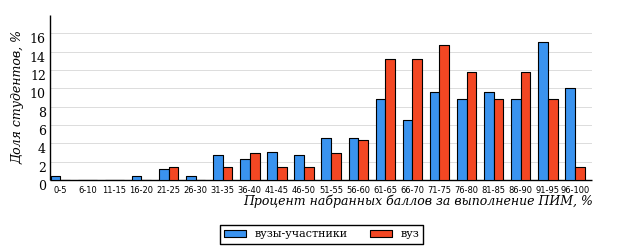 Доля студентов, %
16
14
12
10
8
6
4
2
0
0-5 6-10 11-15 16-20 21-25 26-30 31-35 36-40 41-45 46-50 51-55 56-60 61-65 66-70 71-75 76-80 81-85 86-90 91-95 96-100
Процент набранных баллов за выполнение ПИМ, %
вузы-участники вуз